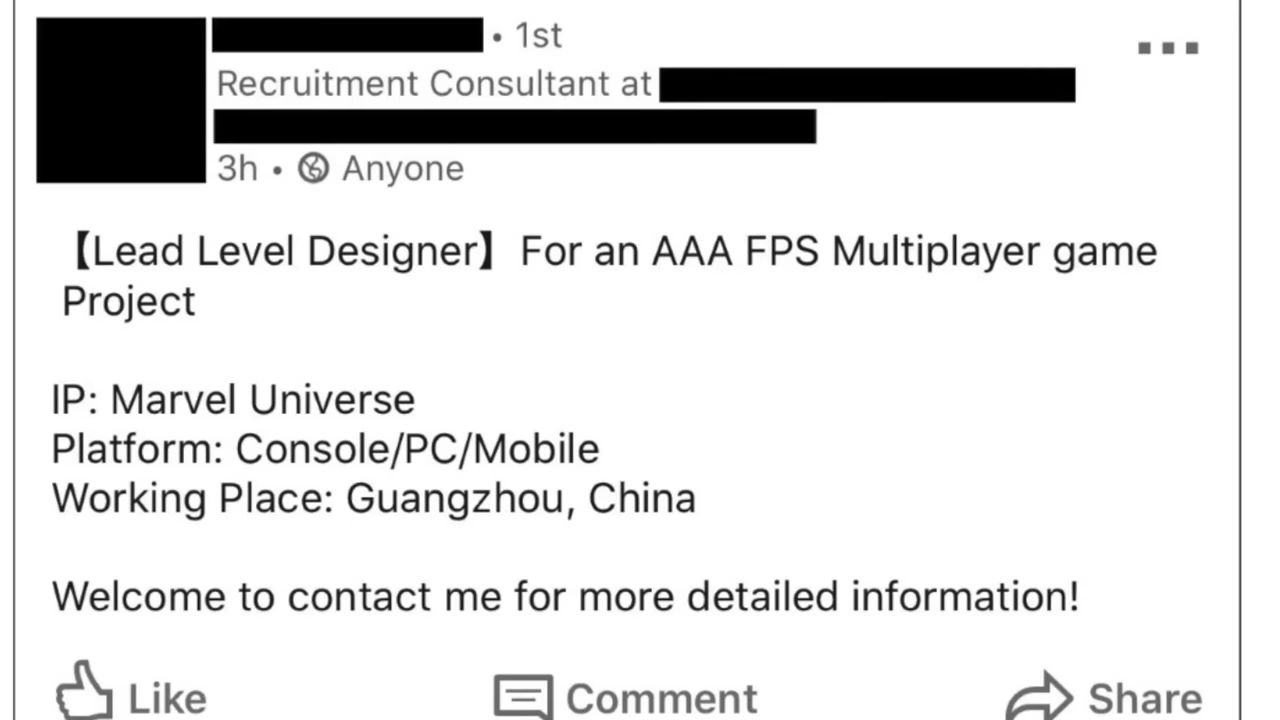 • 1st
Recruitment Consultant at
3h • Anyone
【Lead Level Designer】For an AAA FPS Multiplayer game
Project
IP: Marvel Universe
Platform: Console/PC/Mobile
Working Place: Guangzhou, China
Welcome to contact me for more detailed information!
Like Comment Share